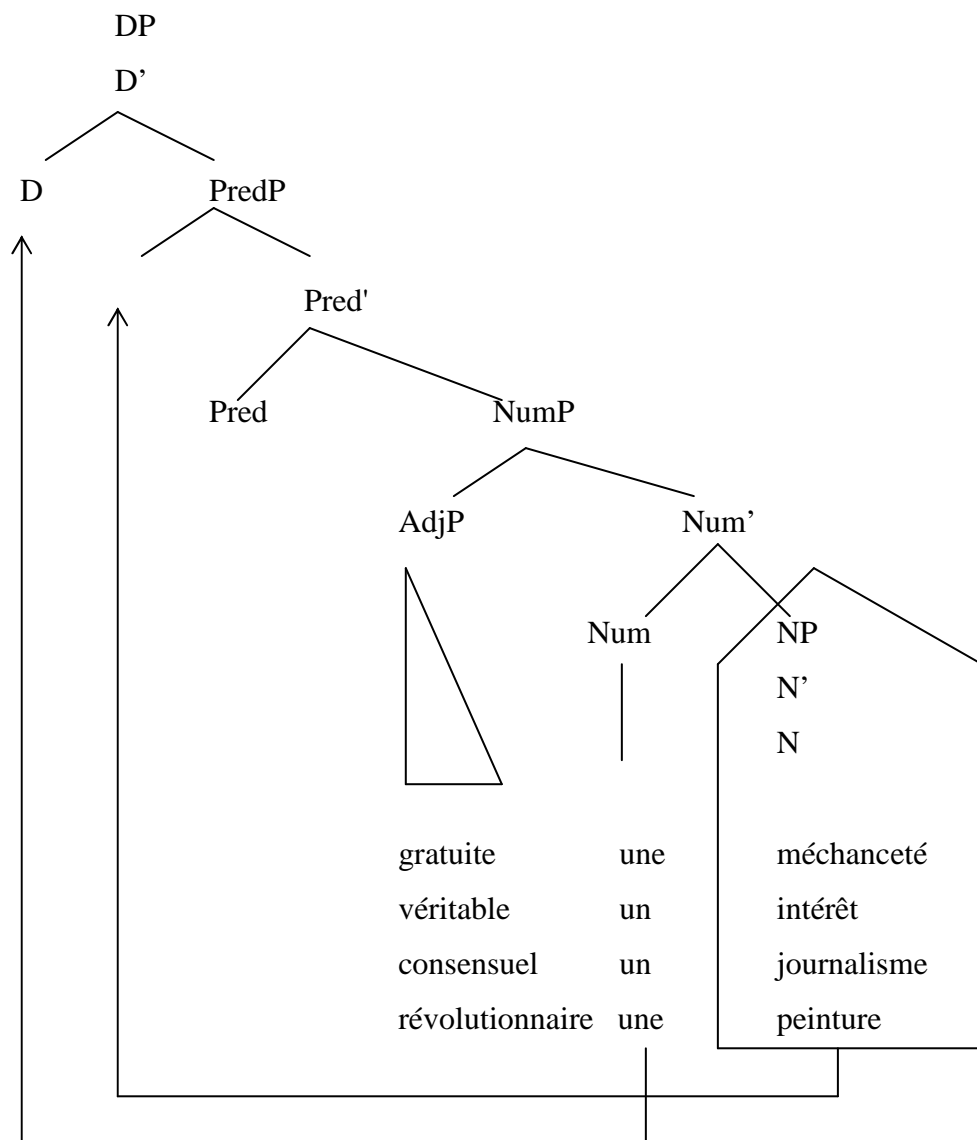 DP
D’
D PredP
Pred'
Pred NumP
AdjP Num’
Num NP
N’
N
gratuite une méchanceté
véritable un intérêt
consensuel un journalisme
révolutionnaire une peinture